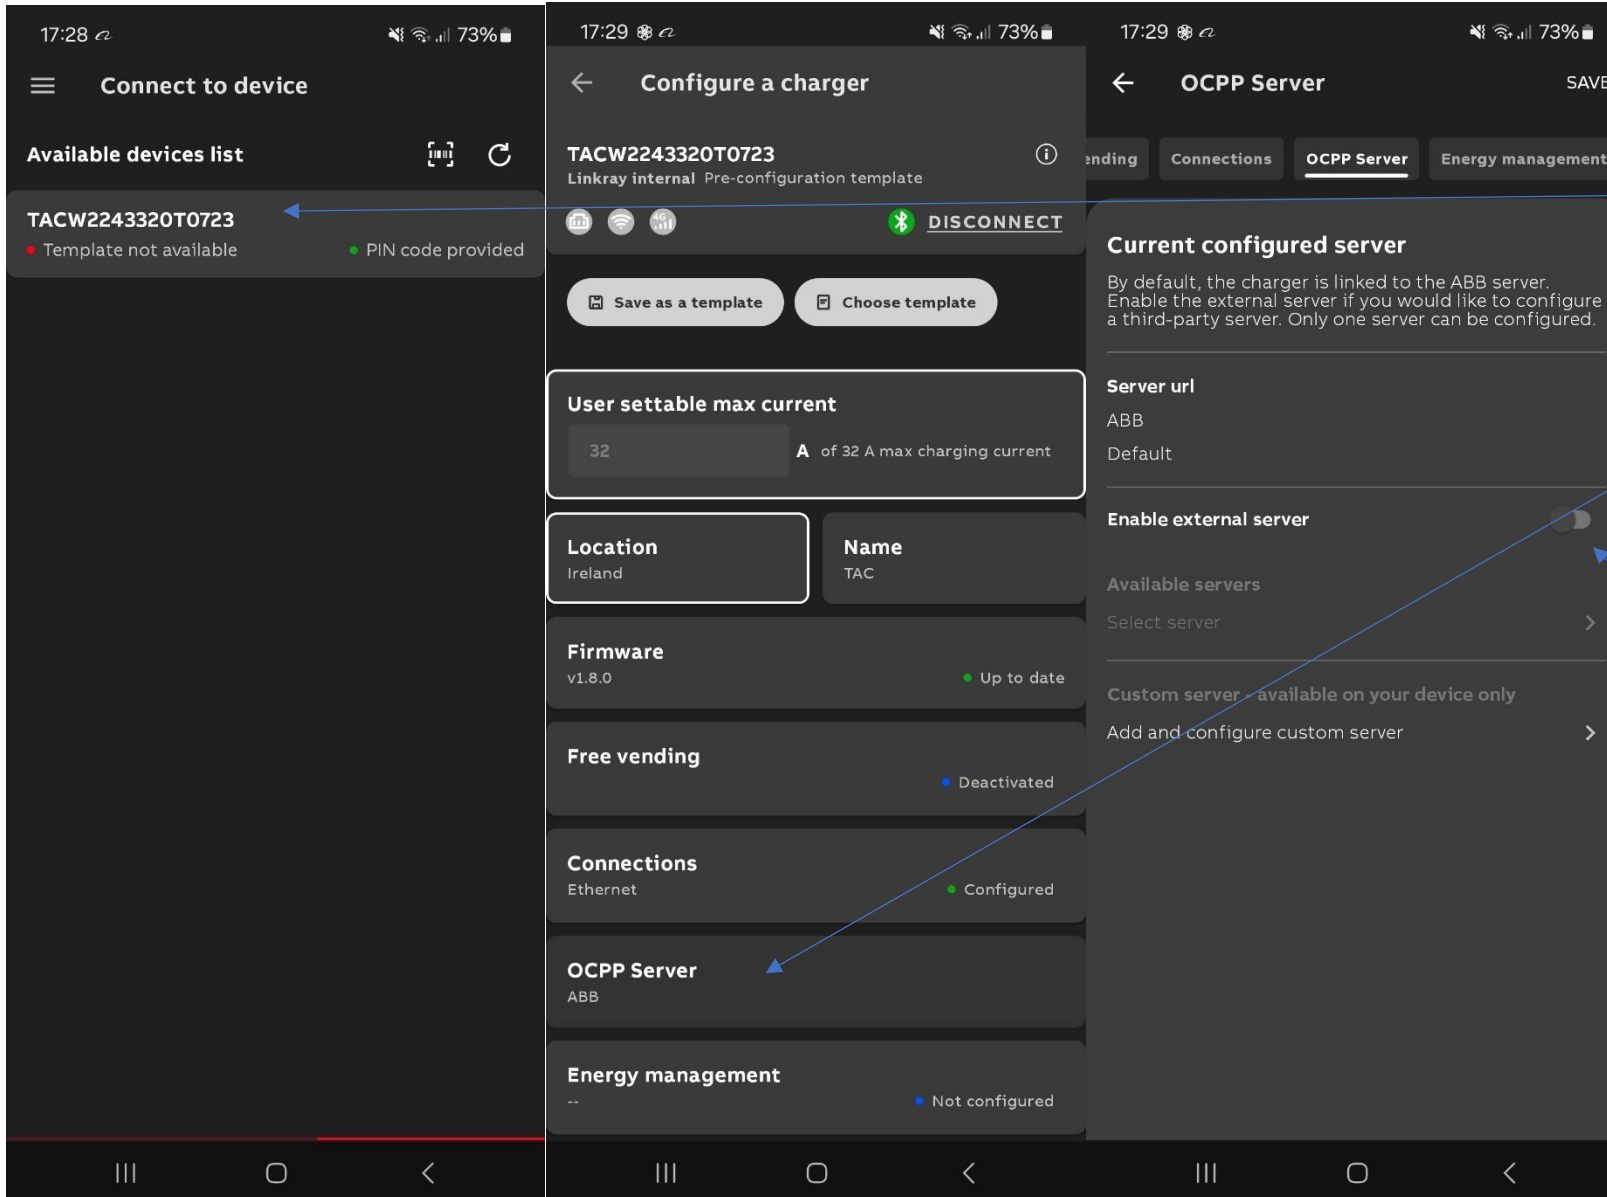 17:28
73%
Connect to device
Available devices list
TACW2243320T0723
Template not available
PIN code provided
17:29
73%
Configure a charger
TACW2243320T0723
Linkray internal Pre-configuration template
4G
DISCONNECT
Save as a template
Choose template
User settable max current
32
A of 32 A max charging current
Location
Ireland
Name
TAC
Firmware
v1.8.0
Up to date
Free vending
Deactivated
Connections
Ethernet
Configured
OCPP Server
ABB
Energy management
--
Not configured
17:29
73%
OCPP Server
SAVE
ending
Connections
OCPP Server
Energy management
Current configured server
By default, the charger is linked to the ABB server.
Enable the external server if you would like to configure
a third-party server. Only one server can be configured.
Server url
ABB
Default
Enable external server
Available servers
Select server
Custom server - available on your device only
Add and configure custom server